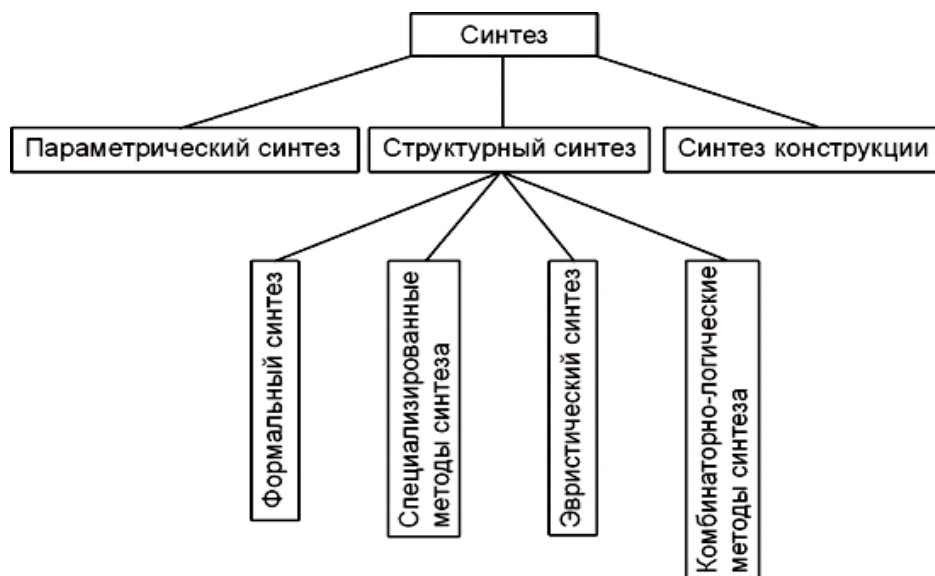 Синтез
Параметрический синтез
Структурный синтез
Синтез конструкции
Формальный синтез
Специализированные
методы синтеза
Эвристический синтез
Комбинаторно-логические
методы синтеза